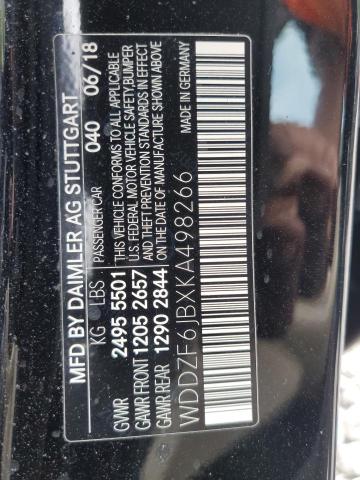 MFD BY DAIMLER AG STUTTGART
KG LBS PASSENGER CAR 040 06/18
GVWR 2495 5501
GAWR FRONT 1205 2657
GAWR REAR 1290 2844
THIS VEHICLE CONFORMS TO ALL APPLICABLE
U.S. FEDERAL MOTOR VEHICLE SAFETY, BUMPER
AND THEFT PREVENTION STANDARDS IN EFFECT
ON THE DATE OF MANUFACTURE SHOWN ABOVE
WDDZF6JBXKA498266 MADE IN GERMANY